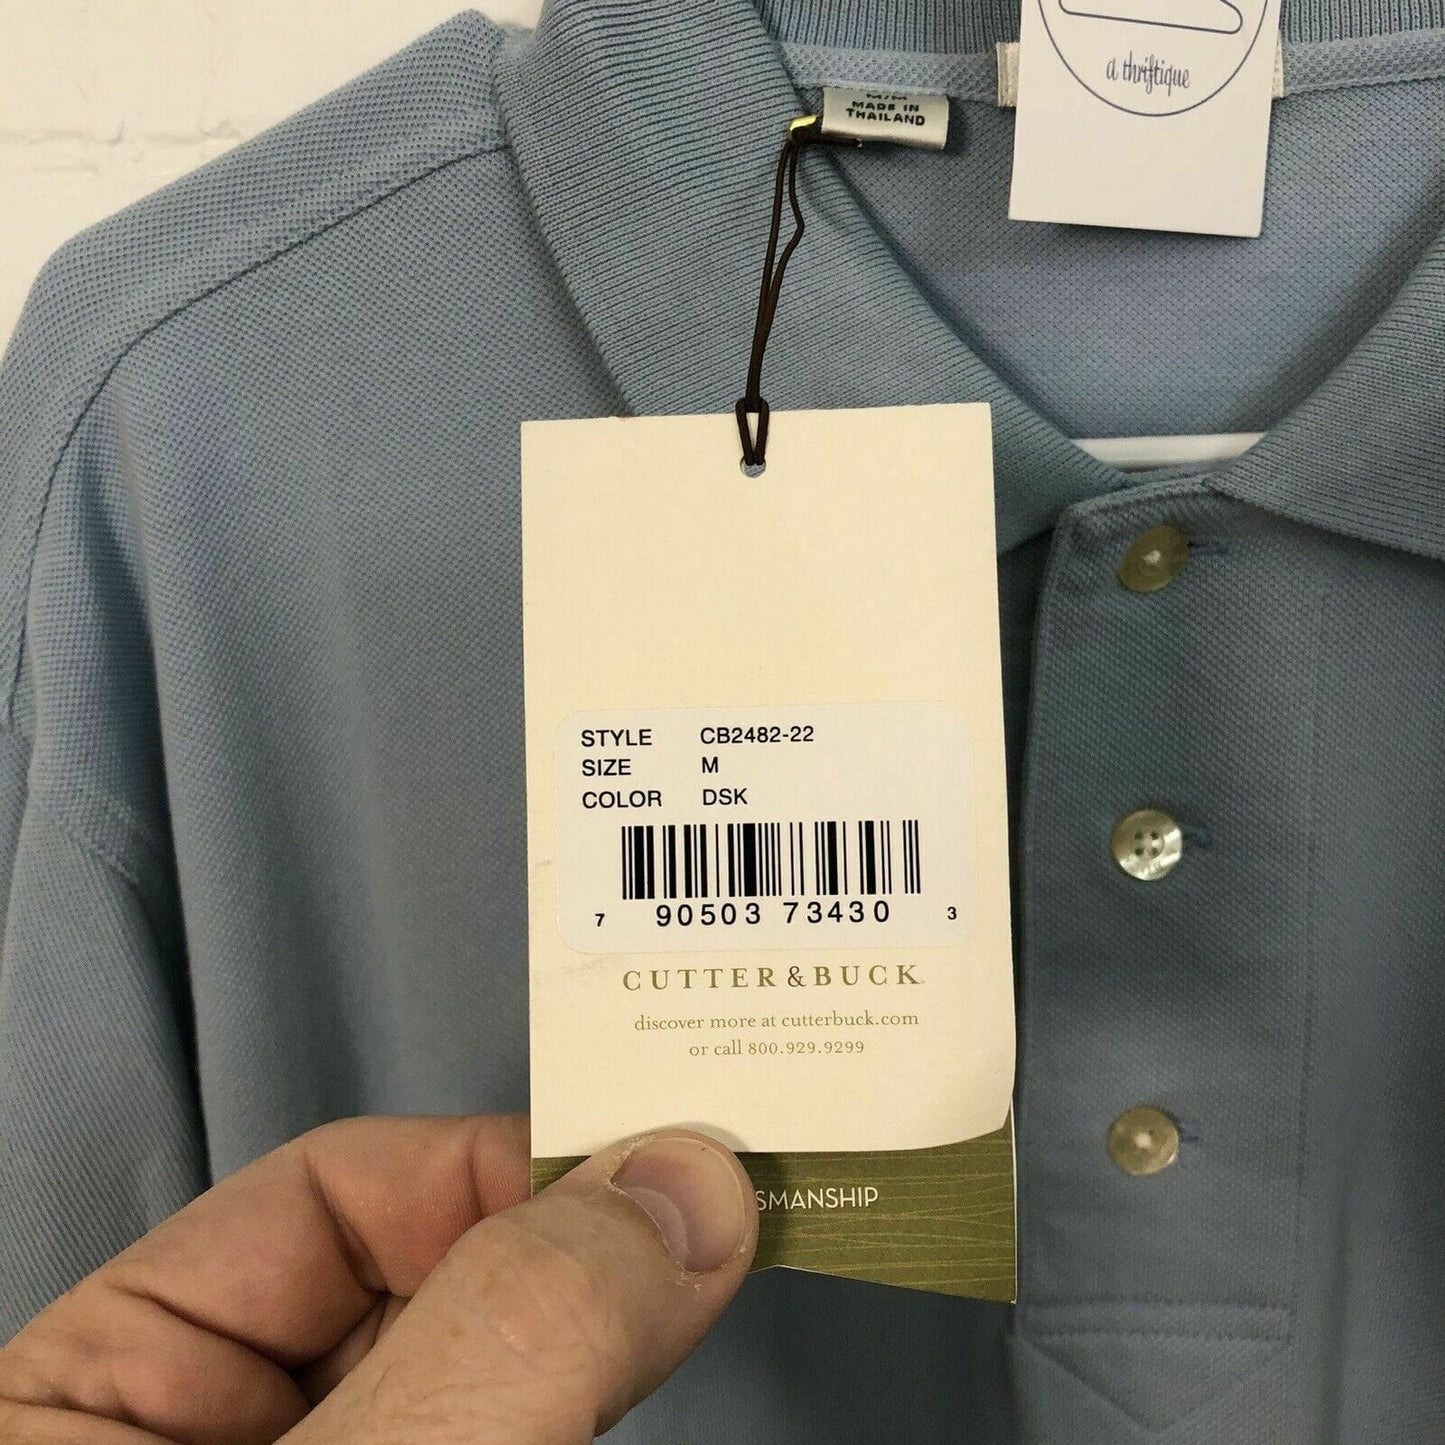 d thriftique
M/M
MADE IN
THAILAND
STYLE CB2482-22
SIZE M
COLOR DSK
7 90503 73430 3
CUTTER & BUCK
discover more at cutterbuck.com
or call 800.929.9299
SMANSHIP